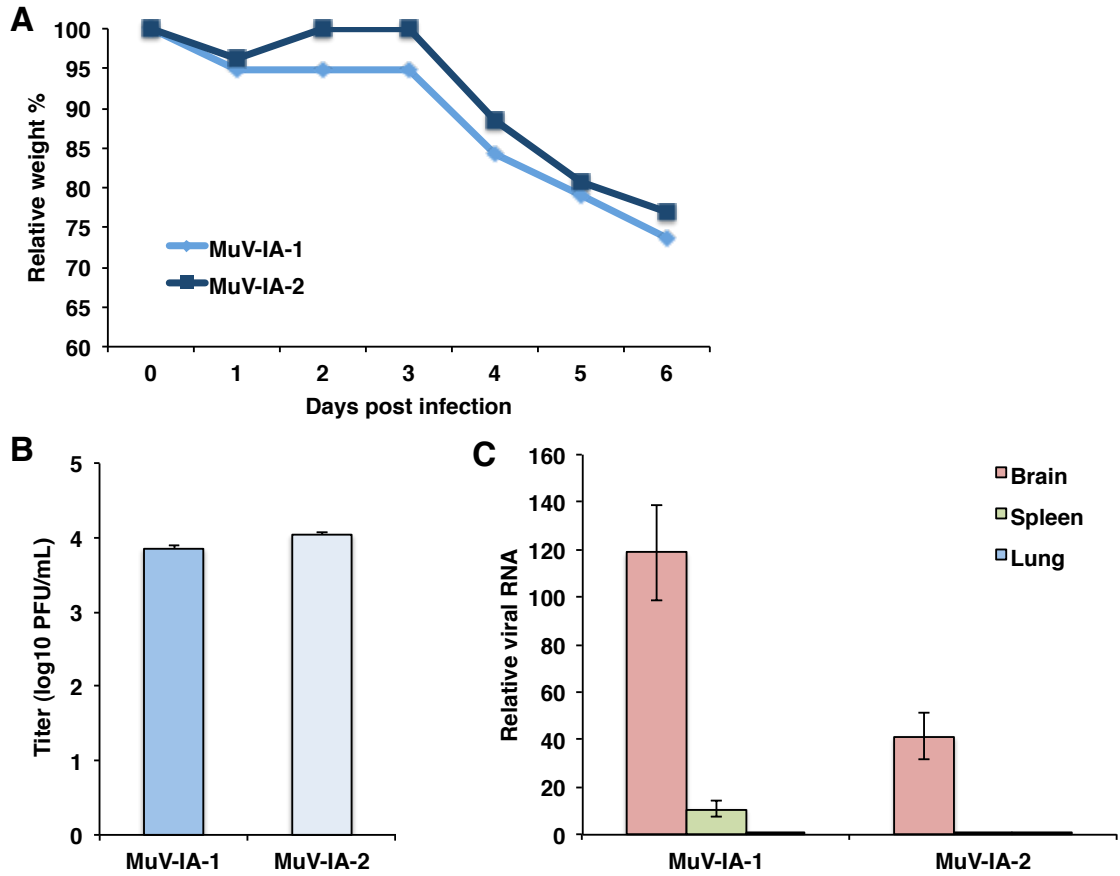 A
Relative weight %
100
95
90
85
80
75
70
65
60
MuV-IA-1
MuV-IA-2
0 1 2 3 4 5 6
Days post infection
B
Titer (log10 PFU/mL)
5
4
3
2
1
0
MuV-IA-1 MuV-IA-2
C
Relative viral RNA
160
140
120
100
80
60
40
20
0
Brain
Spleen
Lung
MuV-IA-1 MuV-IA-2